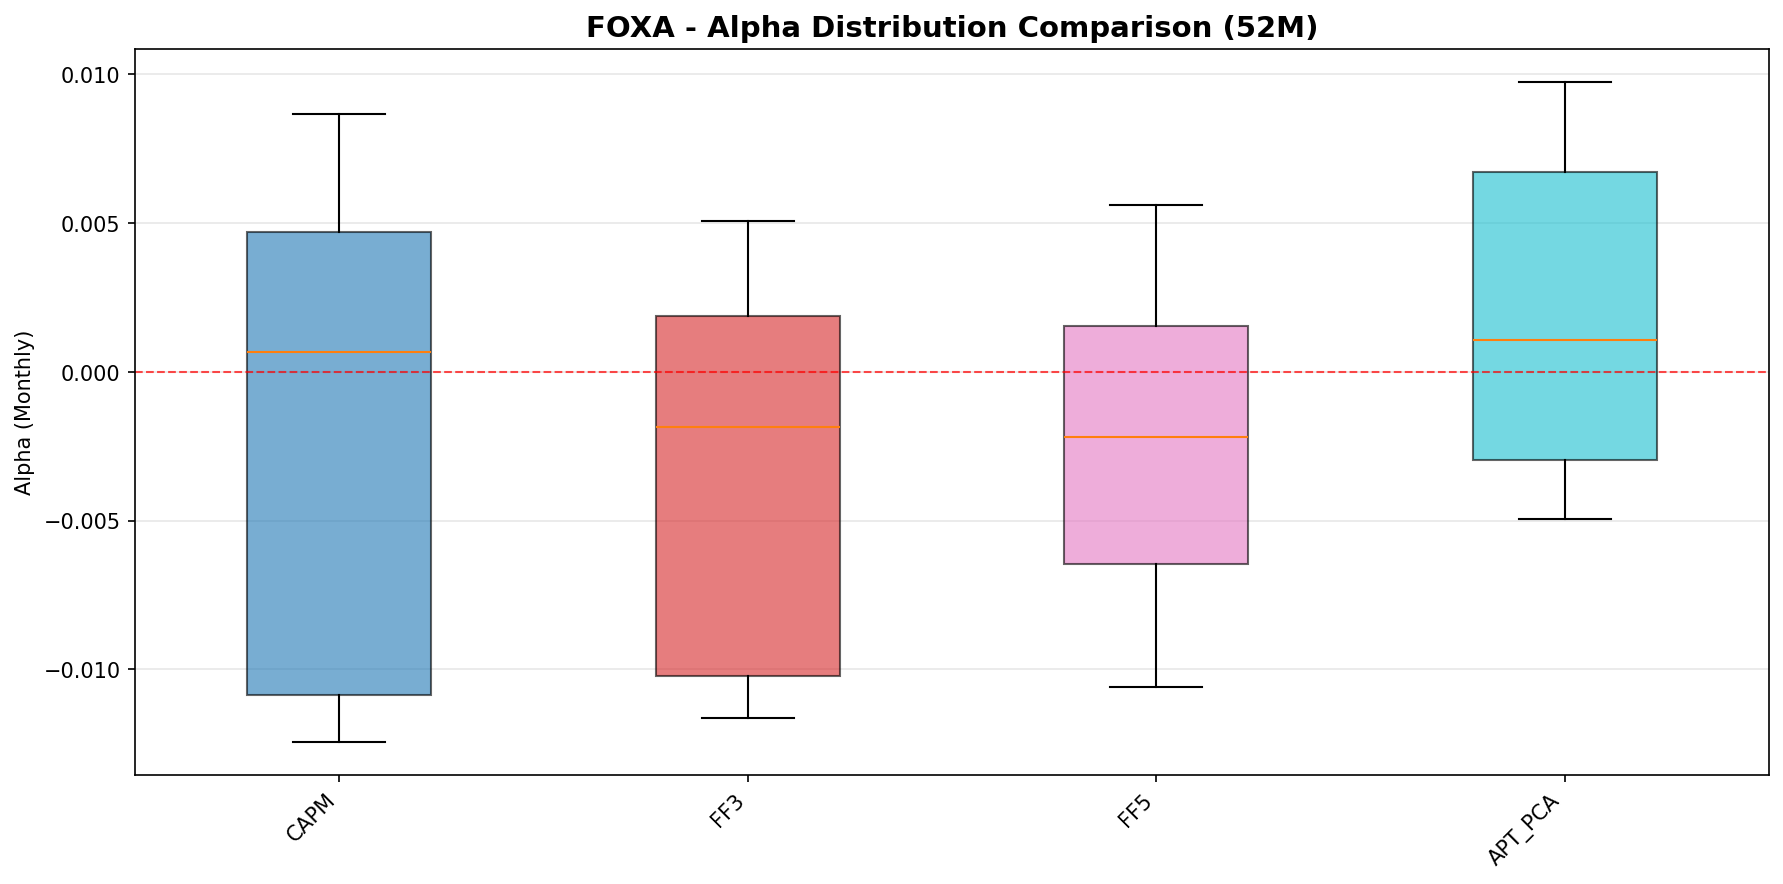 FOXA - Alpha Distribution Comparison (52M)
Alpha (Monthly)
0.010
0.005
0.000
−0.005
−0.010
CAPM
FF3
FF5
APT_PCA